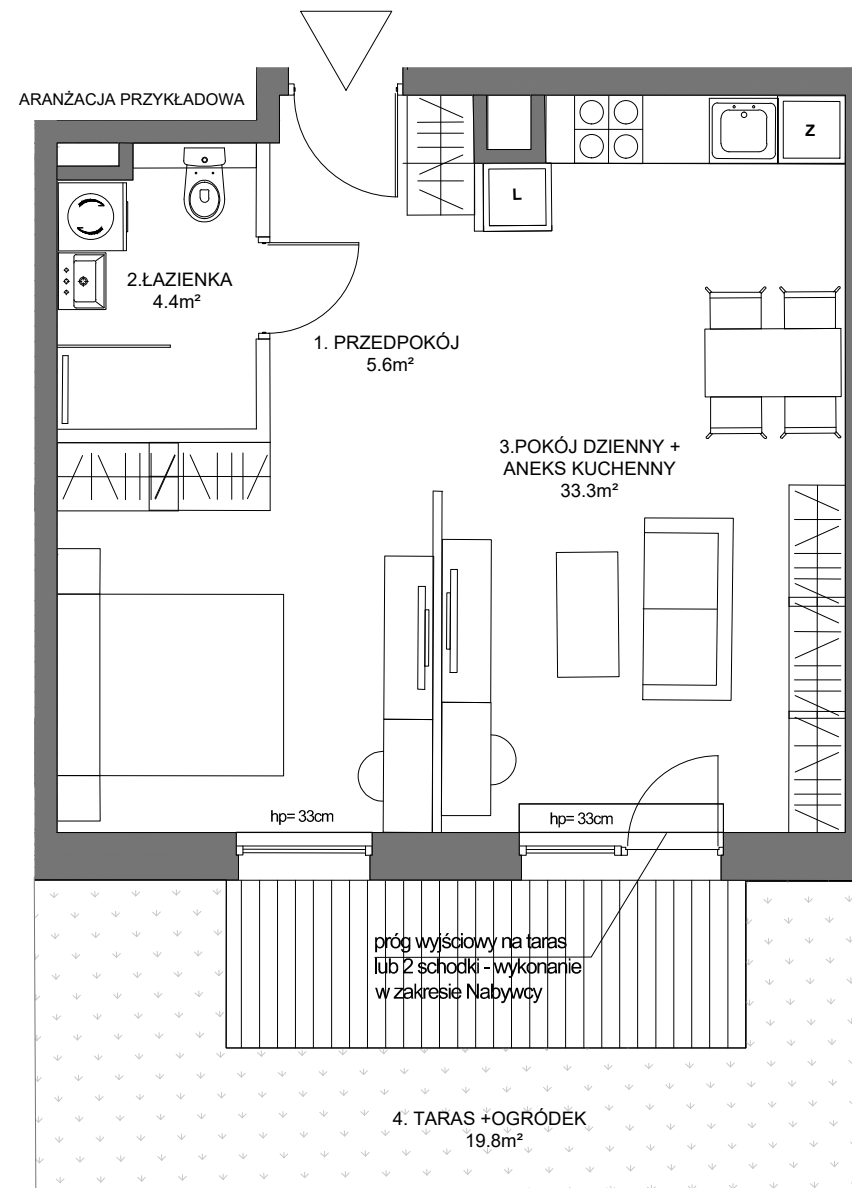 ARANŻACJA PRZYKŁADOWA
Z
L
2.ŁAZIENKA
4.4m²
1. PRZEDPOKÓJ
5.6m²
3.POKÓJ DZIENNY +
ANEKS KUCHENNY
33.3m²
hp= 33cm
hp= 33cm
próg wyjściowy na taras
lub 2 schodki - wykonanie
w zakresie Nabywcy
4. TARAS +OGRÓDEK
19.8m²